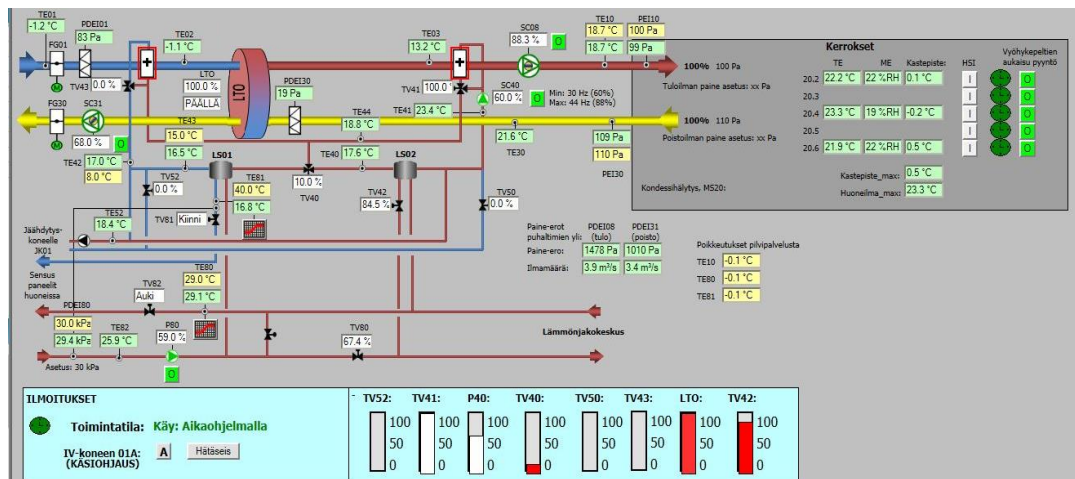 TE01
-1.2 °C
PDEI01
83 Pa
FG01
TE02
-1.1 °C
TV43 0.0 %
LTO
100.0 %
PÄÄLLÄ
LTO
PDEI30
19 Pa
TE03
13.2 °C
TV41 100.0
SC08
88.3 % O
SC40
60.0 % O
Min: 30 Hz (60%)
Max: 44 Hz (88%)
TE10 PEI10
18.7 °C 100 Pa
18.7 °C 99 Pa
100% 100 Pa
Tuloilman paine asetus: xx Pa
100% 110 Pa
Poistoilman paine asetus: xx Pa
Kerrokset
TE ME Kastepiste: HSI
Vyöhykepeltien
aukaisu pyyntö
20.2 22.2 °C 22 %RH 0.1 °C I O
20.3
20.4 23.3 °C 19 %RH -0.2 °C I O
20.5
20.6 21.9 °C 22 %RH 0.5 °C I O
Kastepiste_max: 0.5 °C
Huoneilma_max: 23.3 °C
Kondessihälytys, MS20:
FG30
SC31
68.0 % O
TE43
15.0 °C
16.5 °C
TE42 17.0 °C
8.0 °C
TE41 23.4 °C
TE44
18.8 °C
TE40 17.6 °C
21.6 °C
TE30
109 Pa
110 Pa
PEI30
LS01
LS02
TV52
0.0 %
TE81
40.0 °C
16.8 °C
10.0 %
TV40
TV42
84.5 %
TV50
0.0 %
TV81 Kiinni
TE52
18.4 °C
Jäähdytys-
koneelle
JK01
Sensus
paneelit
huoneissa
PDEI80
30.0 kPa
29.4 kPa
Asetus: 30 kPa
TV82
Auki
TE80
29.0 °C
29.1 °C
TE82
25.9 °C
P80
59.0 %
O
TV80
67.4 %
Lämmönjakokeskus
Paine-erot
puhaltimien yli:
PDEI08 PDEI31
(tulo) (poisto)
Paine-ero: 1478 Pa 1010 Pa
Ilmamäärä: 3.9 m³/s 3.4 m³/s
Poikkeutukset pilvipalvelusta
TE10 -0.1 °C
TE80 -0.1 °C
TE81 -0.1 °C
ILMOITUKSET
Toimintatila: Käy: Aikaohjelmalla
IV-koneen 01A:
(KÄSIOHJAUS)
A Hätäseis
- TV52: TV41: P40: TV40: TV50: TV43: LTO: TV42:
100 100 100 100 100 100 100 100
50 50 50 50 50 50 50 50
0 0 0 0 0 0 0 0